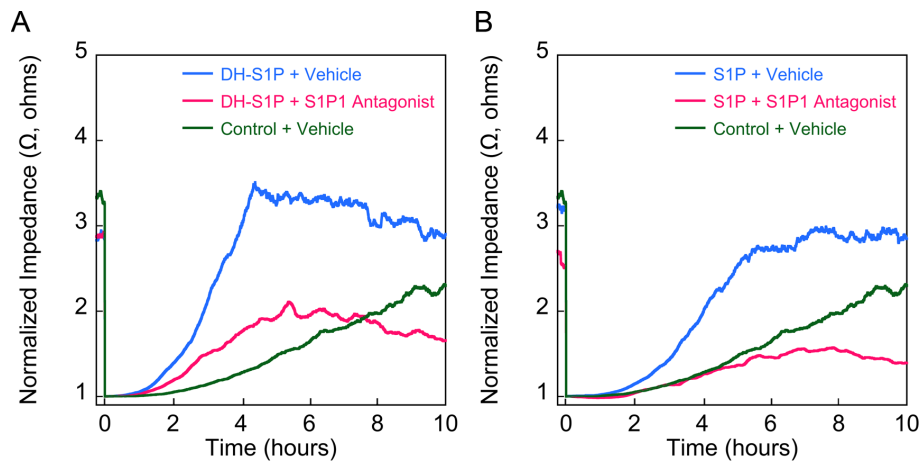 A
Normalized Impedance (Ω, ohms)
5
4
3
2
1
DH-S1P + Vehicle
DH-S1P + S1P1 Antagonist
Control + Vehicle
0 2 4 6 8 10
Time (hours)
B
Normalized Impedance (Ω, ohms)
5
4
3
2
1
S1P + Vehicle
S1P + S1P1 Antagonist
Control + Vehicle
0 2 4 6 8 10
Time (hours)